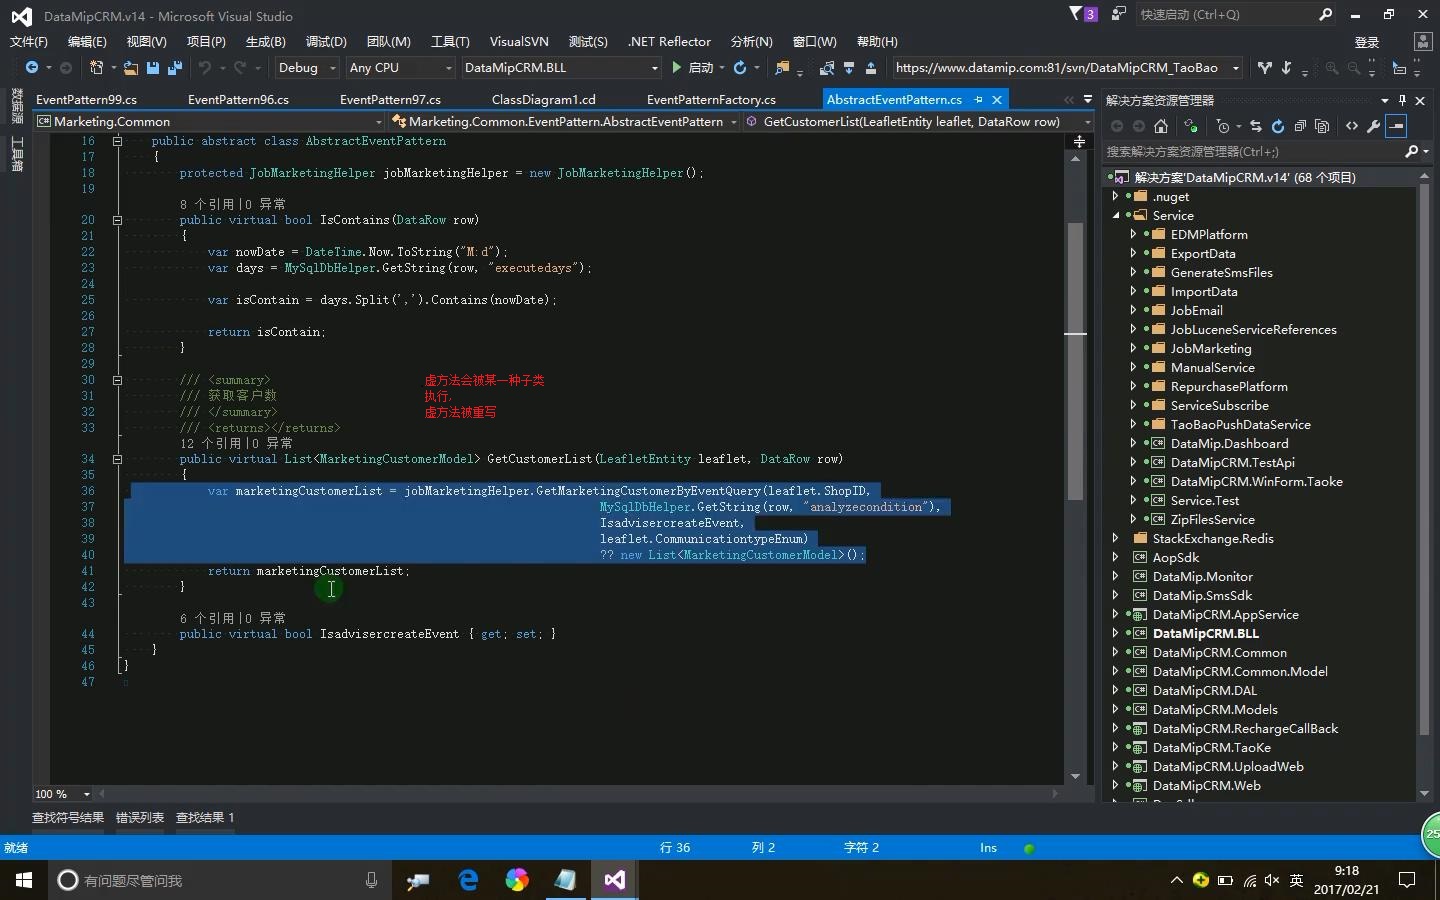 DataMipCRM.v14 - Microsoft Visual Studio
3
快速启动 (Ctrl+Q)
文件(F) 编辑(E) 视图(V) 项目(P) 生成(B) 调试(D) 团队(M) 工具(T) VisualSVN 测试(S) .NET Reflector 分析(N) 窗口(W) 帮助(H) 登录
Debug Any CPU DataMipCRM.BLL 启动 https://www.datamip.com:81/svn/DataMipCRM_TaoBao
数据源
工具箱
EventPattern99.cs EventPattern96.cs EventPattern97.cs ClassDiagram1.cd EventPatternFactory.cs AbstractEventPattern.cs
Marketing.Common Marketing.Common.EventPattern.AbstractEventPattern GetCustomerList(LeafletEntity leaflet, DataRow row)
16 public abstract class AbstractEventPattern
17 {
18 protected JobMarketingHelper jobMarketingHelper = new JobMarketingHelper();
19
8 个引用|0 异常
20 public virtual bool IsContains(DataRow row)
21 {
22 var nowDate = DateTime.Now.ToString("M.d");
23 var days = MySqlDbHelper.GetString(row, "executedays");
24
25 var isContain = days.Split(',').Contains(nowDate);
26
27 return isContain;
28 }
29
30 /// <summary> 虚方法会被某一种子类
31 /// 获取客户数 执行,
32 /// </summary> 虚方法被重写
33 /// <returns></returns>
12 个引用|0 异常
34 public virtual List<MarketingCustomerModel> GetCustomerList(LeafletEntity leaflet, DataRow row)
35 {
36 var marketingCustomerList = jobMarketingHelper.GetMarketingCustomerByEventQuery(leaflet.ShopID,
37 MySqlDbHelper.GetString(row, "analyzecondition"),
38 IsadvisercreateEvent,
39 leaflet.CommunicationtypeEnum)
40 ?? new List<MarketingCustomerModel>();
41 return marketingCustomerList;
42 }
43
6 个引用|0 异常
44 public virtual bool IsadvisercreateEvent { get; set; }
45 }
46 }
47
100 %
解决方案资源管理器
搜索解决方案资源管理器(Ctrl+;)
解决方案'DataMipCRM.v14' (68 个项目)
.nuget
Service
EDMPlatform
ExportData
GenerateSmsFiles
ImportData
JobEmail
JobLuceneServiceReferences
JobMarketing
ManualService
RepurchasePlatform
ServiceSubscribe
TaoBaoPushDataService
DataMip.Dashboard
DataMipCRM.TestApi
DataMipCRM.WinForm.Taoke
Service.Test
ZipFilesService
StackExchange.Redis
AopSdk
DataMip.Monitor
DataMip.SmsSdk
DataMipCRM.AppService
DataMipCRM.BLL
DataMipCRM.Common
DataMipCRM.Common.Model
DataMipCRM.DAL
DataMipCRM.Models
DataMipCRM.RechargeCallBack
DataMipCRM.TaoKe
DataMipCRM.UploadWeb
DataMipCRM.Web
查找符号结果 错误列表 查找结果 1
25
就绪 行 36 列 2 字符 2 Ins
有问题尽管问我
英
9:18
2017/02/21